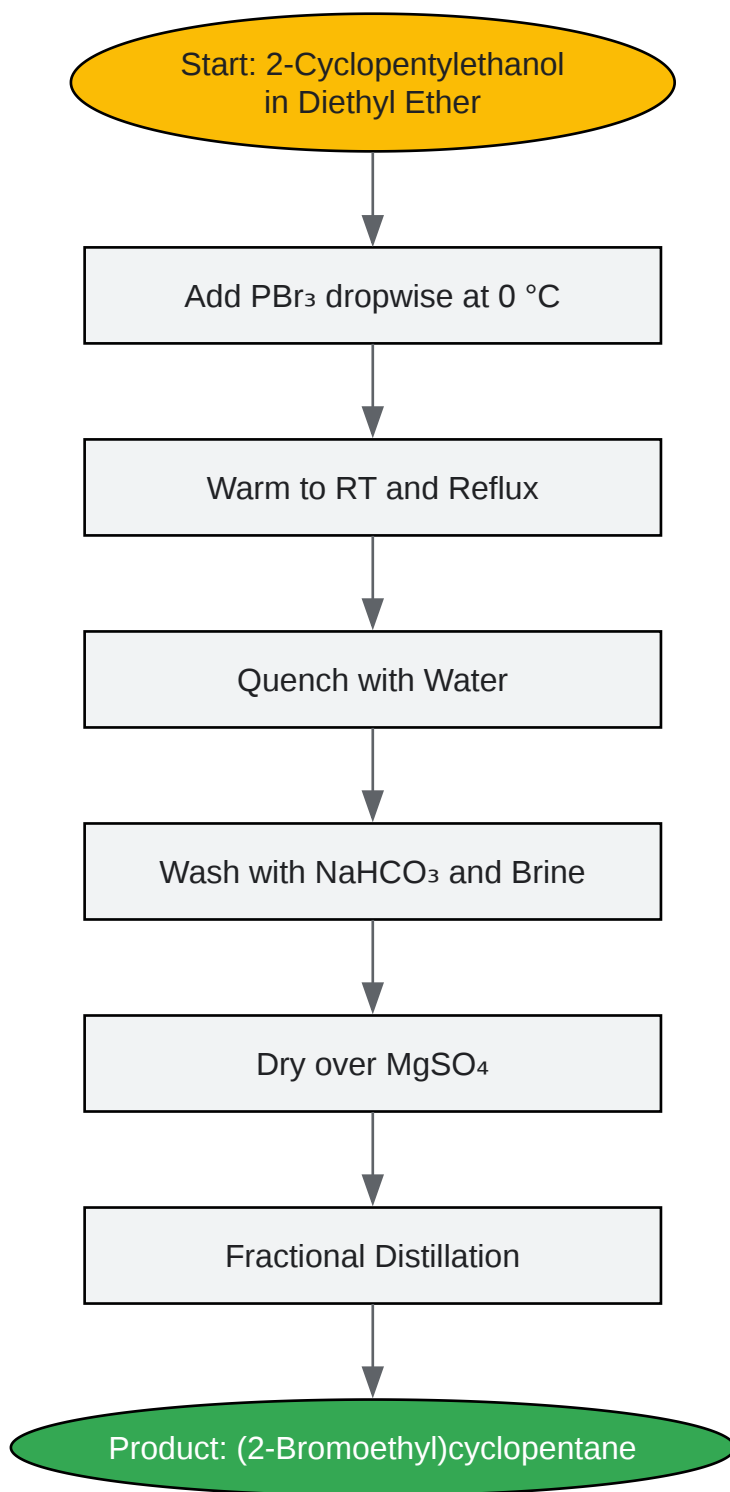 Start: 2-Cyclopentylethanol
in Diethyl Ether
Add PBr₃ dropwise at 0 °C
Warm to RT and Reflux
Quench with Water
Wash with NaHCO₃ and Brine
Dry over MgSO₄
Fractional Distillation
Product: (2-Bromoethyl)cyclopentane